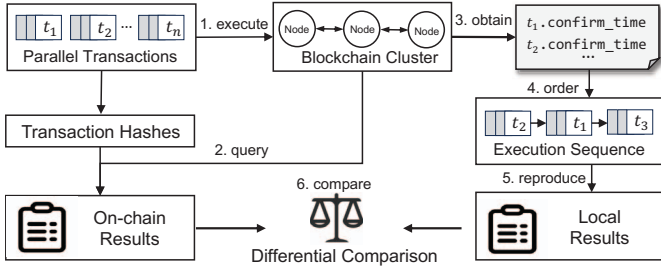 t₁ t₂ ... tₙ
Parallel Transactions
1. execute
Node Node Node
Blockchain Cluster
3. obtain
t₁.confirm_time
t₂.confirm_time
...
4. order
Transaction Hashes
2. query
t₂ t₁ t₃
Execution Sequence
5. reproduce
On-chain
Results
6. compare
Differential Comparison
Local
Results